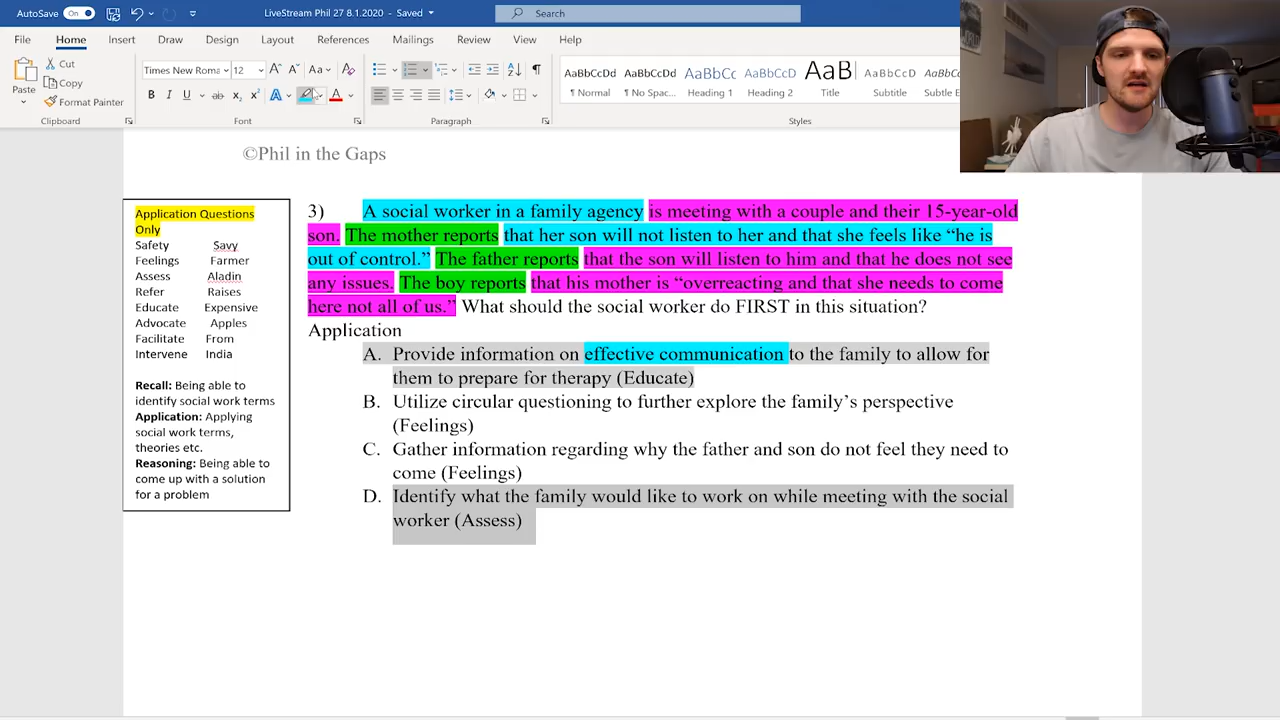 AutoSave On LiveStream Phil 27 8.1.2020 - Saved Search
File Home Insert Draw Design Layout References Mailings Review View Help
Paste Cut
Copy
Format Painter
Times New Roma 12
AaBbCcDd AaBbCcDd AaBbCc AaBbCcD AaB AaBbCcD AaBbCcD
¶ Normal ¶ No Spac... Heading 1 Heading 2 Title Subtitle Subtle E
Clipboard Font Paragraph Styles
©Phil in the Gaps
Application Questions
Only
Safety Savy
Feelings Farmer
Assess Aladin
Refer Raises
Educate Expensive
Advocate Apples
Facilitate From
Intervene India
Recall: Being able to
identify social work terms
Application: Applying
social work terms,
theories etc.
Reasoning: Being able to
come up with a solution
for a problem
3) A social worker in a family agency is meeting with a couple and their 15-year-old
son. The mother reports that her son will not listen to her and that she feels like “he is
out of control.” The father reports that the son will listen to him and that he does not see
any issues. The boy reports that his mother is “overreacting and that she needs to come
here not all of us.” What should the social worker do FIRST in this situation?
Application
A. Provide information on effective communication to the family to allow for
them to prepare for therapy (Educate)
B. Utilize circular questioning to further explore the family’s perspective
(Feelings)
C. Gather information regarding why the father and son do not feel they need to
come (Feelings)
D. Identify what the family would like to work on while meeting with the social
worker (Assess)